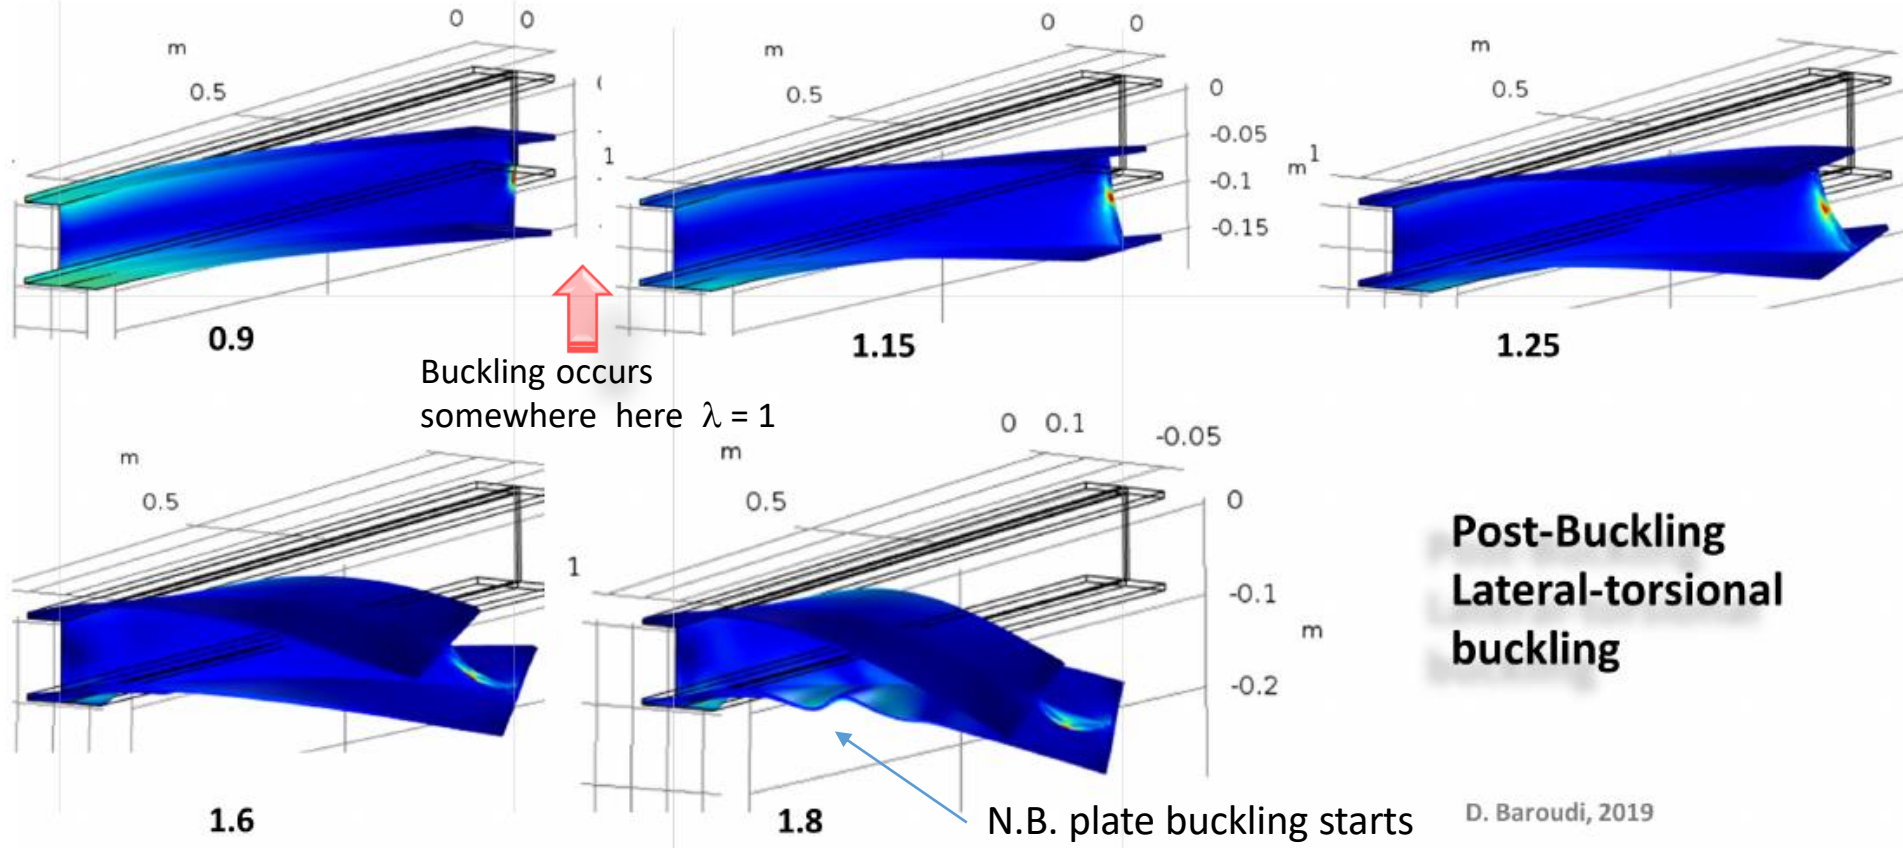 0 0
m
0.5
1
0.9
0 0
m
0.5
0
-0.05
-0.1
-0.15
m
1.15
m
0.5
1
1.25
Buckling occurs
somewhere here λ = 1
m
0.5
1.6
0 0.1
-0.05
m
0.5
1
0
-0.1
m
-0.2
1.8
N.B. plate buckling starts
Post-Buckling
Lateral-torsional
buckling
D. Baroudi, 2019